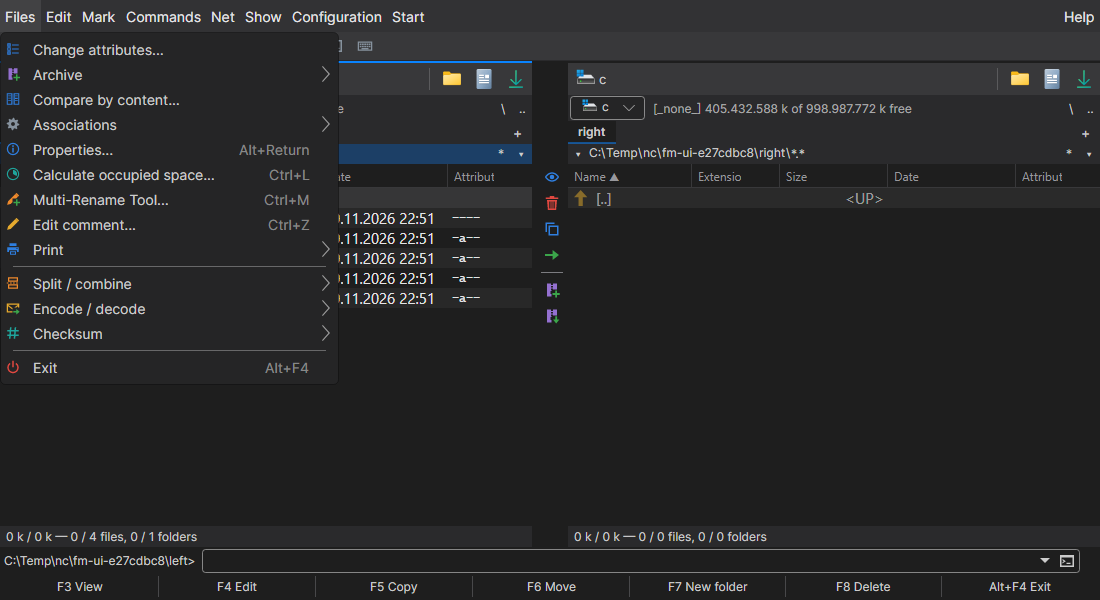 Files Edit Mark Commands Net Show Configuration Start Help
Change attributes...
Archive
Compare by content...
Associations
Properties... Alt+Return
Calculate occupied space... Ctrl+L
Multi-Rename Tool... Ctrl+M
Edit comment... Ctrl+Z
Print
Split / combine
Encode / decode
Checksum
Exit Alt+F4
\ ..
+
* ▾
Attribut
.11.2026 22:51 ----
.11.2026 22:51 -a--
.11.2026 22:51 -a--
.11.2026 22:51 -a--
.11.2026 22:51 -a--
c
c [_none_] 405.432.588 k of 998.987.772 k free \ ..
right +
▾ C:\Temp\nc\fm-ui-e27cdbc8\right\*.* * ▾
Name ▲ Extensio Size Date Attribut
[..] <UP>
0 k / 0 k — 0 / 4 files, 0 / 1 folders
0 k / 0 k — 0 / 0 files, 0 / 0 folders
C:\Temp\nc\fm-ui-e27cdbc8\left>
F3 View F4 Edit F5 Copy F6 Move F7 New folder F8 Delete Alt+F4 Exit